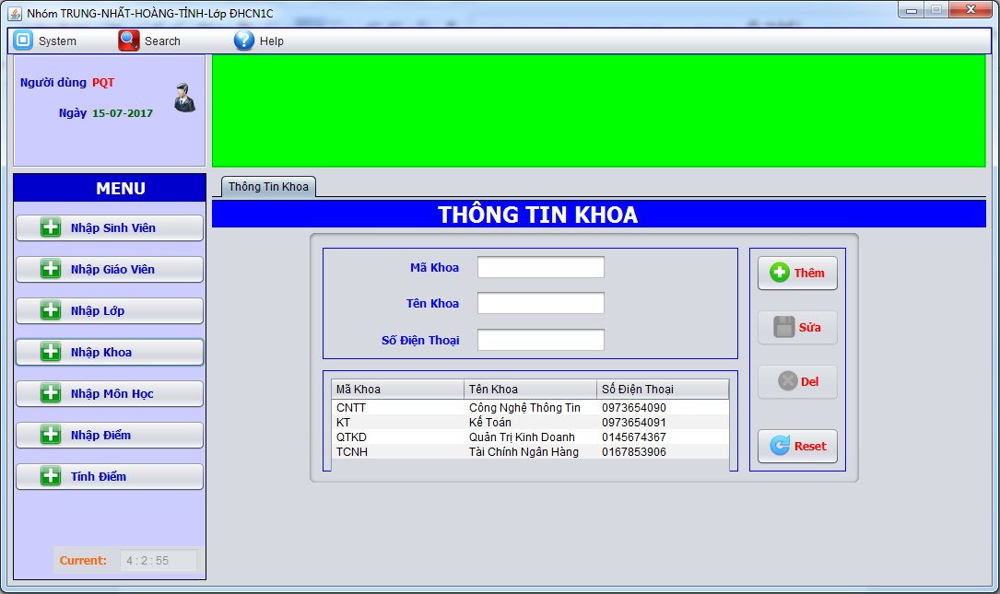 Nhóm TRUNG-NHẤT-HOÀNG-TỈNH-Lớp ĐHCN1C
System Search Help
Người dùng PQT
Ngày 15-07-2017
MENU
Nhập Sinh Viên
Nhập Giáo Viên
Nhập Lớp
Nhập Khoa
Nhập Môn Học
Nhập Điểm
Tính Điểm
Current: 4 : 2 : 55
Thông Tin Khoa
THÔNG TIN KHOA
Mã Khoa
Tên Khoa
Số Điện Thoại
Thêm
Sửa
Del
Reset
Mã Khoa Tên Khoa Số Điện Thoại
CNTT Công Nghệ Thông Tin 0973654090
KT Kế Toán 0973654091
QTKD Quản Trị Kinh Doanh 0145674367
TCNH Tài Chính Ngân Hàng 0167853906